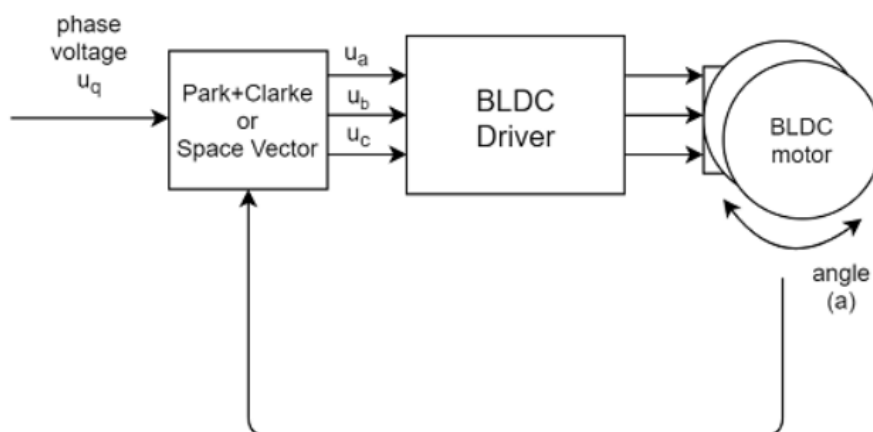 phase
voltage
u_q
Park+Clarke
or
Space Vector
u_a
u_b
u_c
BLDC
Driver
BLDC
motor
angle
(a)